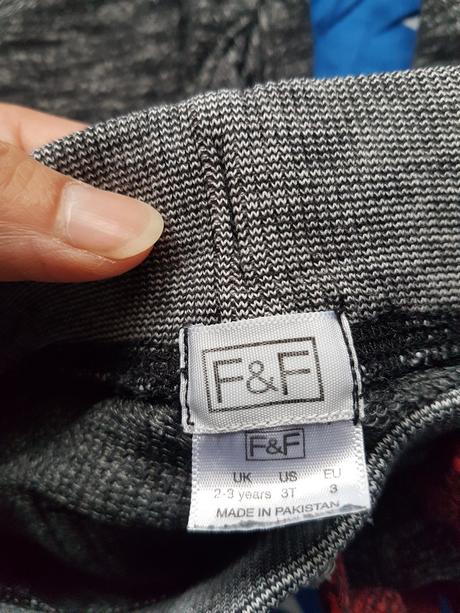 F&F
F&F
UK US EU
2-3 years 3T 3
MADE IN PAKISTAN